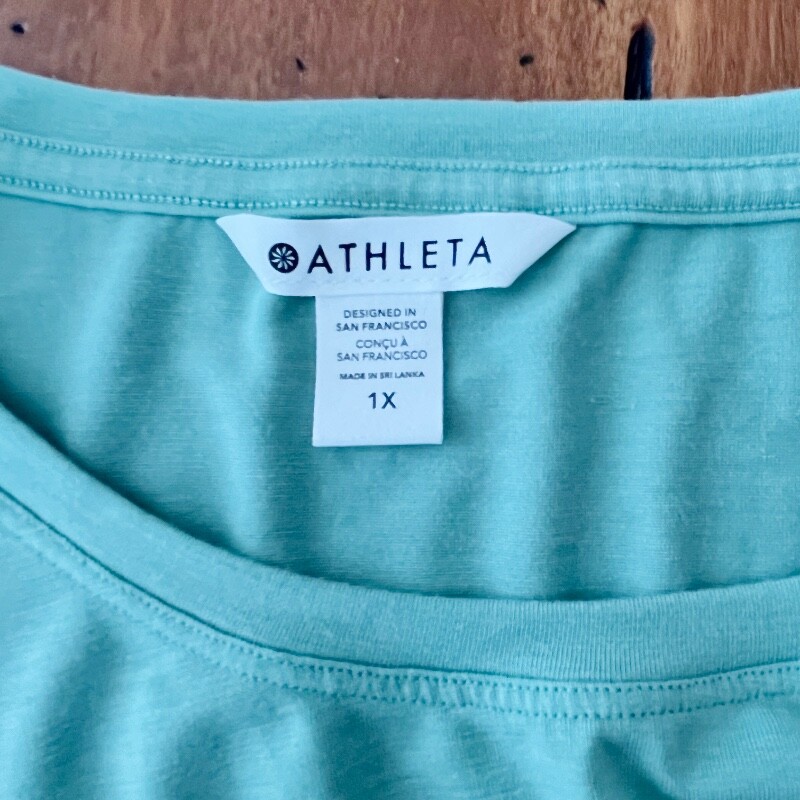 ATHLETA
DESIGNED IN
SAN FRANCISCO
CONÇU À
SAN FRANCISCO
MADE IN SRI LANKA
1X